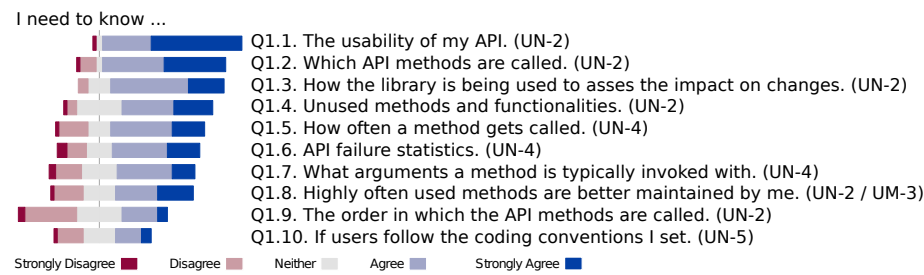 I need to know ...
Q1.1. The usability of my API. (UN-2)
Q1.2. Which API methods are called. (UN-2)
Q1.3. How the library is being used to asses the impact on changes. (UN-2)
Q1.4. Unused methods and functionalities. (UN-2)
Q1.5. How often a method gets called. (UN-4)
Q1.6. API failure statistics. (UN-4)
Q1.7. What arguments a method is typically invoked with. (UN-4)
Q1.8. Highly often used methods are better maintained by me. (UN-2 / UM-3)
Q1.9. The order in which the API methods are called. (UN-2)
Q1.10. If users follow the coding conventions I set. (UN-5)
Strongly Disagree Disagree Neither Agree Strongly Agree